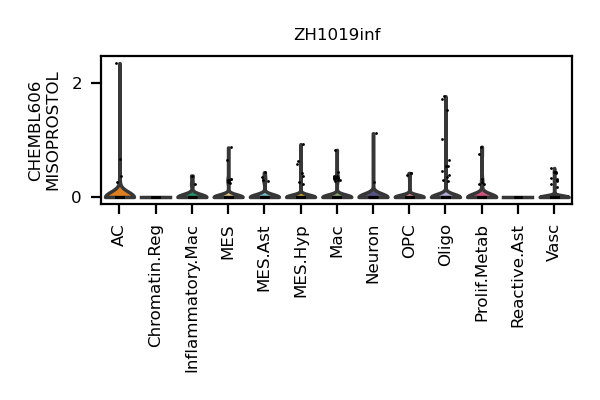 ZH1019inf
CHEMBL606
MISOPROSTOL
2
0
AC
Chromatin.Reg
Inflammatory.Mac
MES
MES.Ast
MES.Hyp
Mac
Neuron
OPC
Oligo
Prolif.Metab
Reactive.Ast
Vasc